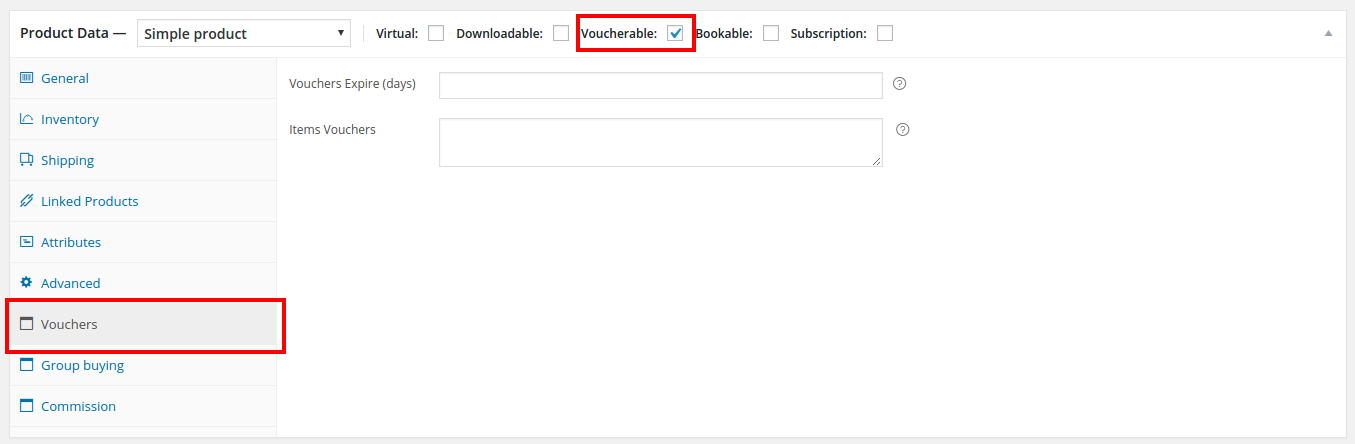 Product Data — Simple product Virtual: Downloadable: Voucherable: Bookable: Subscription:
General
Inventory
Shipping
Linked Products
Attributes
Advanced
Vouchers
Group buying
Commission
Vouchers Expire (days) ?
Items Vouchers ?